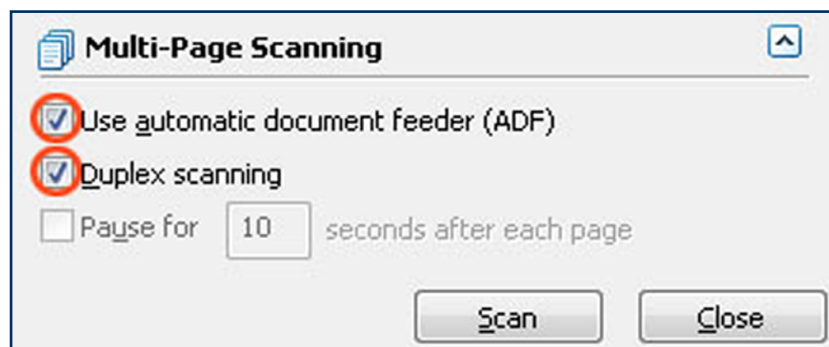 Multi-Page Scanning
Use automatic document feeder (ADF)
Duplex scanning
Pause for 10 seconds after each page
Scan Close